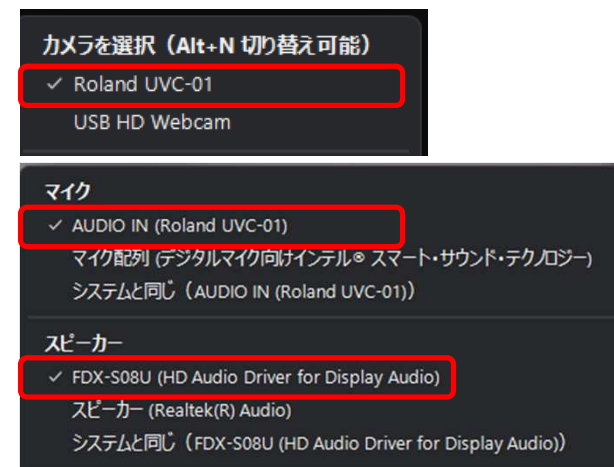 カメラを選択（Alt+N 切り替え可能）
✓ Roland UVC-01
USB HD Webcam
マイク
✓ AUDIO IN (Roland UVC-01)
マイク配列 (デジタルマイク向けインテル® スマート・サウンド・テクノロジー)
システムと同じ（AUDIO IN (Roland UVC-01)）
スピーカー
✓ FDX-S08U (HD Audio Driver for Display Audio)
スピーカー (Realtek(R) Audio)
システムと同じ（FDX-S08U (HD Audio Driver for Display Audio)）